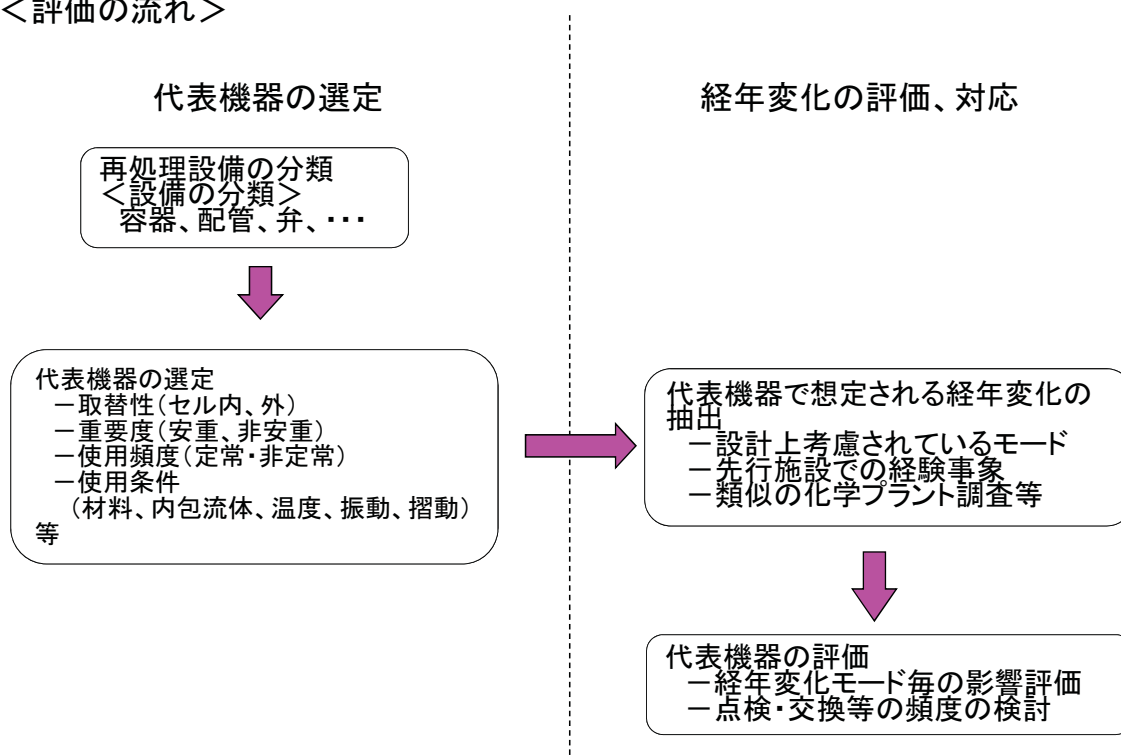 ＜評価の流れ＞
代表機器の選定
再処理設備の分類
＜設備の分類＞
容器、配管、弁、・・・
代表機器の選定
－取替性（セル内、外）
－重要度（安重、非安重）
－使用頻度（定常・非定常）
－使用条件
（材料、内包流体、温度、振動、摺動）
等
経年変化の評価、対応
代表機器で想定される経年変化の
抽出
－設計上考慮されているモード
－先行施設での経験事象
－類似の化学プラント調査等
代表機器の評価
－経年変化モード毎の影響評価
－点検・交換等の頻度の検討